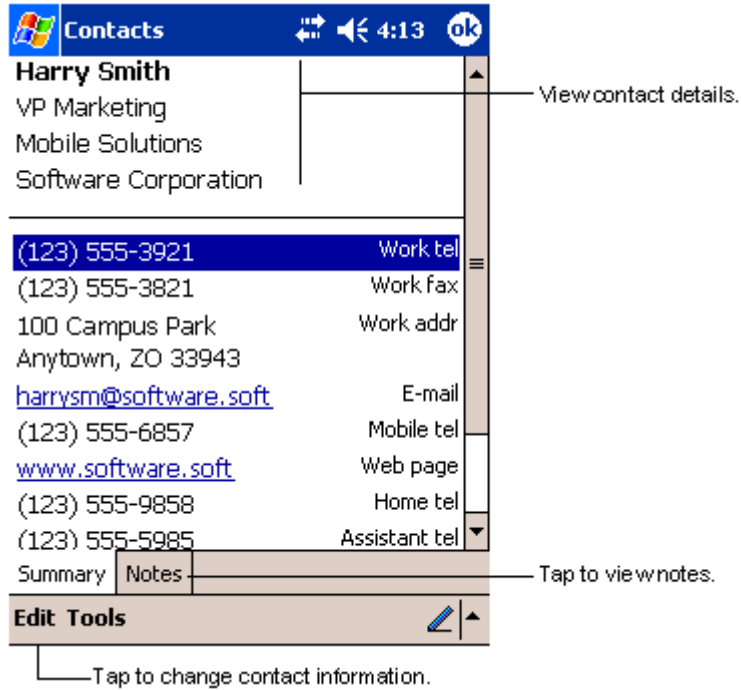 Contacts 4:13 ok
Harry Smith
VP Marketing
Mobile Solutions
Software Corporation
View contact details.
(123) 555-3921 Work tel
(123) 555-3821 Work fax
100 Campus Park Work addr
Anytown, ZO 33943
harrysm@software.soft E-mail
(123) 555-6857 Mobile tel
www.software.soft Web page
(123) 555-9858 Home tel
(123) 555-5985 Assistant tel
Summary Notes
Tap to view notes.
Edit Tools
Tap to change contact information.